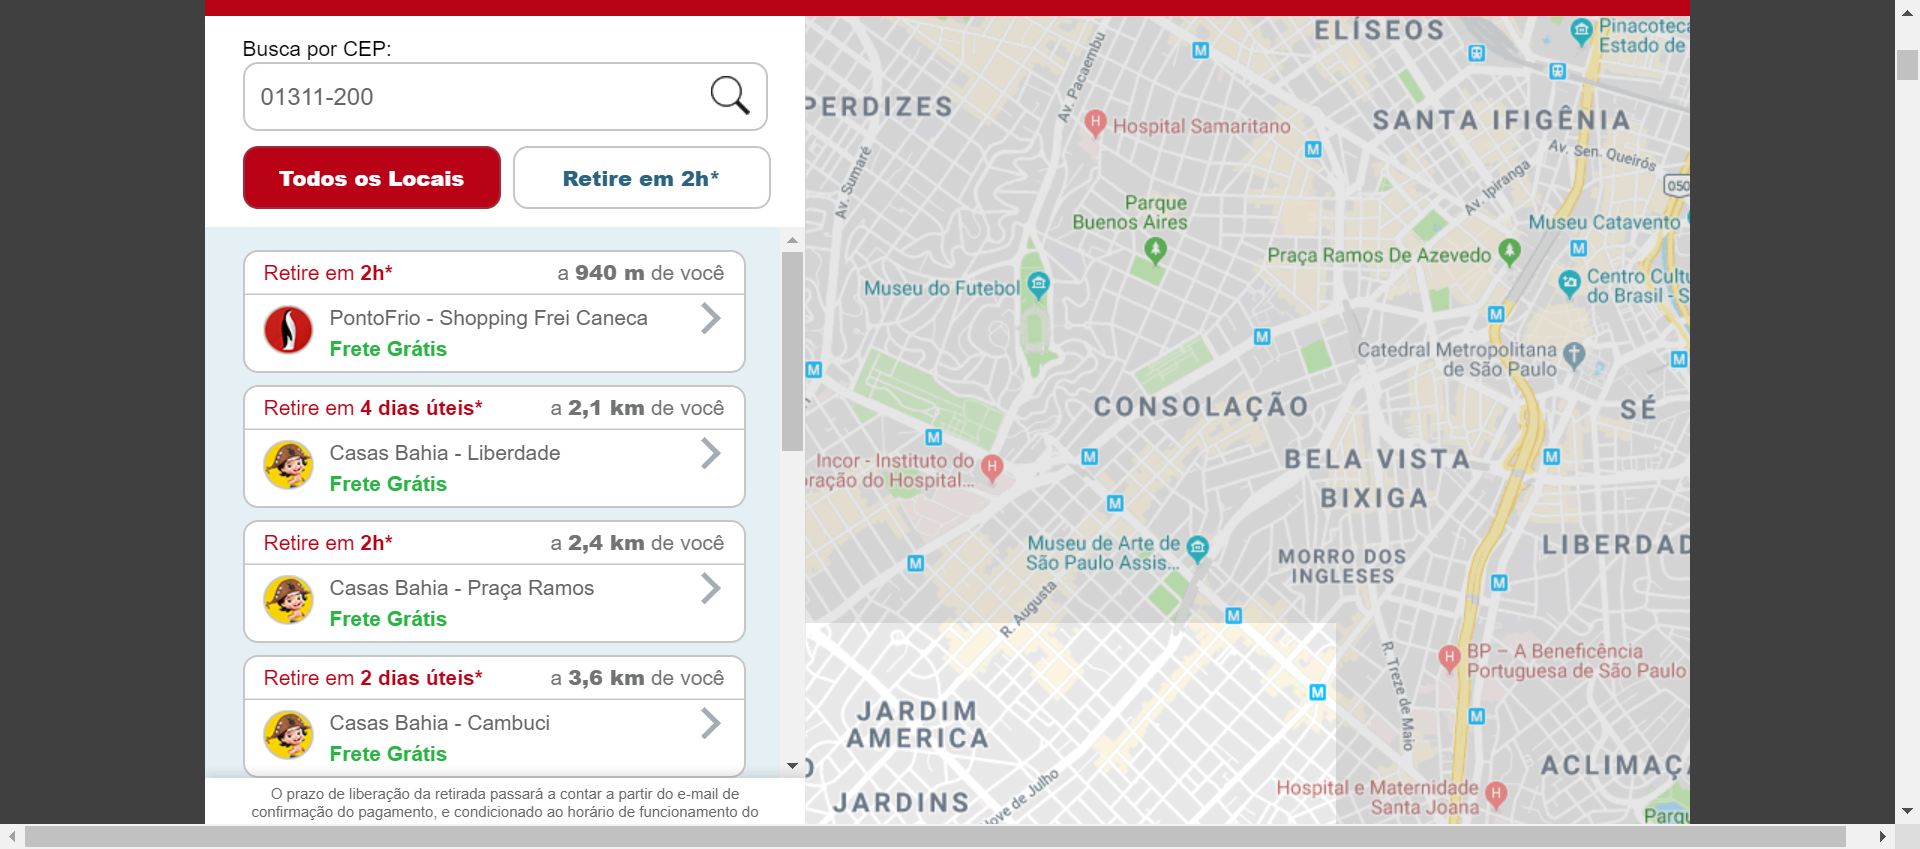 Busca por CEP:
01311-200
Todos os Locais
Retire em 2h*
Retire em 2h*
a 940 m de você
PontoFrio - Shopping Frei Caneca
Frete Grátis
Retire em 4 dias úteis*
a 2,1 km de você
Casas Bahia - Liberdade
Frete Grátis
Retire em 2h*
a 2,4 km de você
Casas Bahia - Praça Ramos
Frete Grátis
Retire em 2 dias úteis*
a 3,6 km de você
Casas Bahia - Cambuci
Frete Grátis
O prazo de liberação da retirada passará a contar a partir do e-mail de
confirmação do pagamento, e condicionado ao horário de funcionamento do
ELÍSEOS
Pinacoteca
Estado de
PERDIZES
Av. Pacaembu
Hospital Samaritano
SANTA IFIGÊNIA
Av. Sen. Queirós
Av. Sumaré
Av. Ipiranga
050
Parque
Buenos Aires
Museu Catavento
Praça Ramos De Azevedo
Museu do Futebol
Centro Cultu
do Brasil - S
Catedral Metropolitana
de São Paulo
CONSOLAÇÃO
SÉ
Incor - Instituto do
oração do Hospital...
BELA VISTA
BIXIGA
Museu de Arte de
São Paulo Assis...
MORRO DOS
INGLESES
LIBERDAD
R. Augusta
BP – A Beneficência
Portuguesa de São Paulo
R. Treze de Maio
JARDIM
AMERICA
ACLIMAÇ
JARDINS
Nove de Julho
Hospital e Maternidade
Santa Joana
Parqu